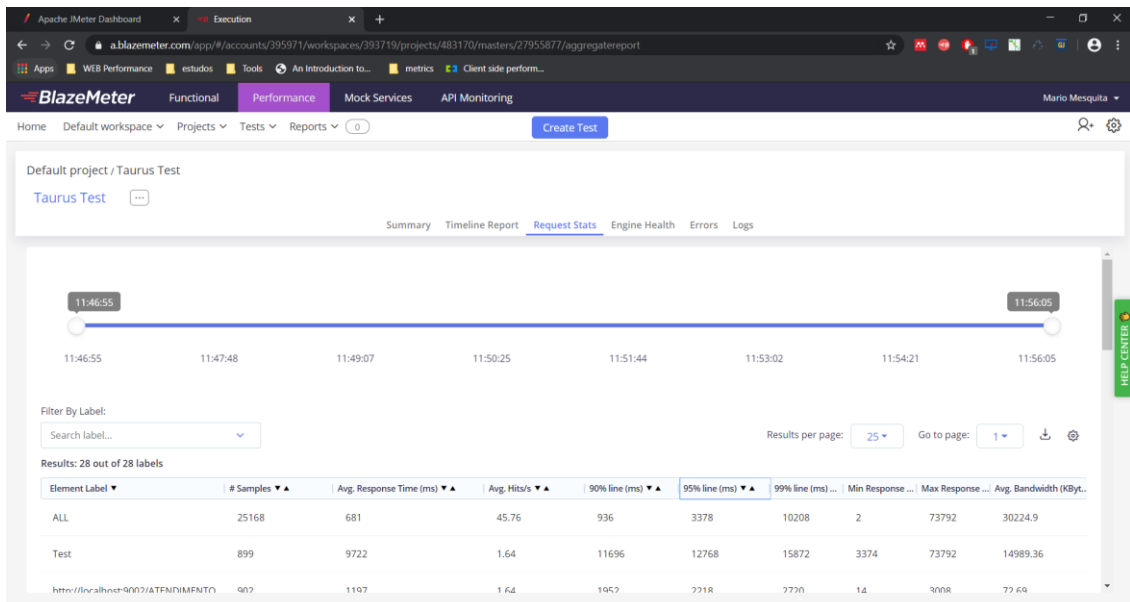 Apache JMeter Dashboard Execution
a.blazemeter.com/app/#/accounts/395971/workspaces/393719/projects/483170/masters/27955877/aggregatereport
Apps WEB Performance estudos Tools An Introduction to... metrics Client side perform...
BlazeMeter Functional Performance Mock Services API Monitoring Mario Mesquita
Home Default workspace Projects Tests Reports 0 Create Test
Default project / Taurus Test
Taurus Test
Summary Timeline Report Request Stats Engine Health Errors Logs
11:46:55 11:56:05
11:46:55 11:47:48 11:49:07 11:50:25 11:51:44 11:53:02 11:54:21 11:56:05
HELP CENTER
Filter By Label:
Search label... Results per page: 25 Go to page: 1
Results: 28 out of 28 labels
Element Label ▼ # Samples ▼ ▲ Avg. Response Time (ms) ▼ ▲ Avg. Hits/s ▼ ▲ 90% line (ms) ▼ ▲ 95% line (ms) ▼ ▲ 99% line (ms) ... Min Response ... Max Response ... Avg. Bandwidth (KByt..
ALL 25168 681 45.76 936 3378 10208 2 73792 30224.9
Test 899 9722 1.64 11696 12768 15872 3374 73792 14989.36
http://localhost:9002/ATENDIMENTO 902 1197 1.64 1952 2218 2720 14 3008 72.69